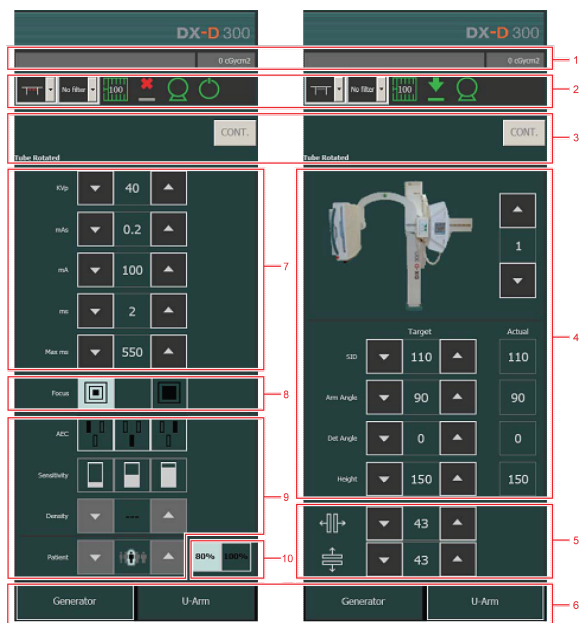 DX-D 300
0 cGycm2
No filter
100
CONT.
Tube Rotated
KVp
40
mAs
0.2
mA
100
ms
2
Max ms
550
Focus
AEC
Sensitivity
Density
---
Patient
80% 100%
Generator U-Arm
DX-D 300
0 cGycm2
No filter
100
CONT.
Tube Rotated
1
Target Actual
SID 110 110
Arm Angle 90 90
Det Angle 0 0
Height 150 150
43
43
Generator U-Arm
1
2
3
4
5
6
7
8
9
10